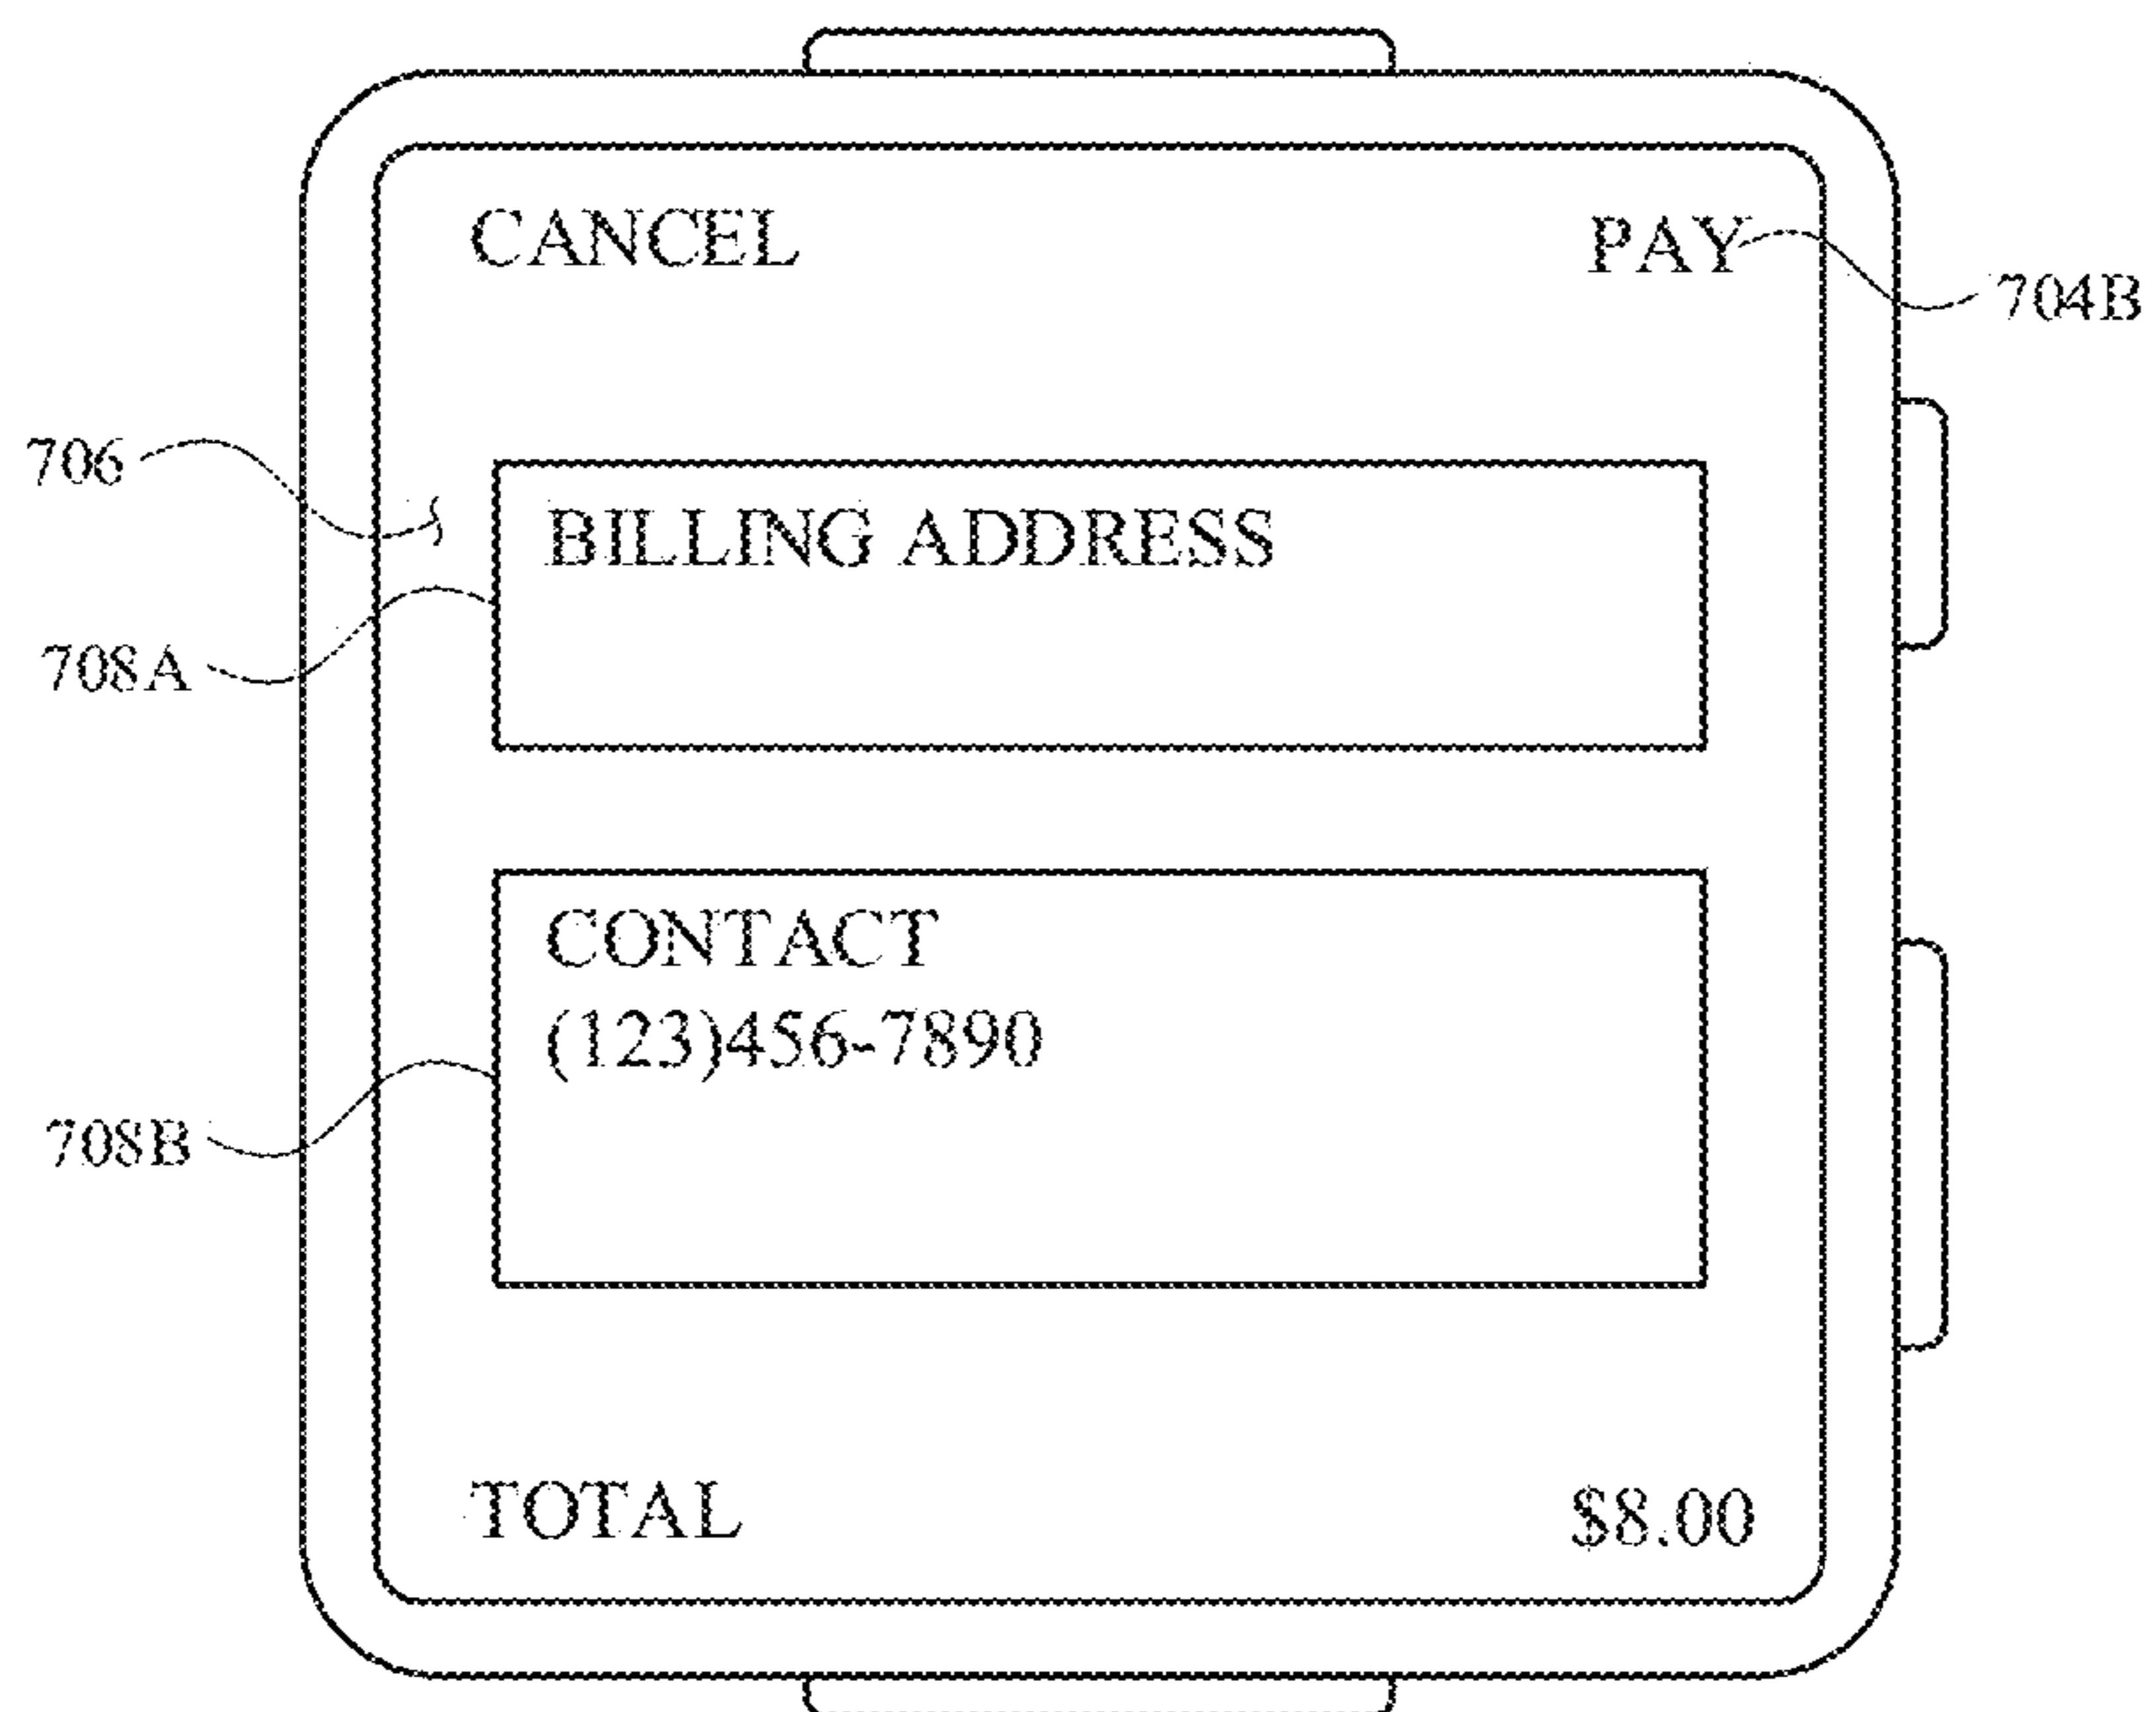 CANCEL PAY
704B
706
BILLING ADDRESS
708A
CONTACT
(123)456-7890
708B
TOTAL $8.00